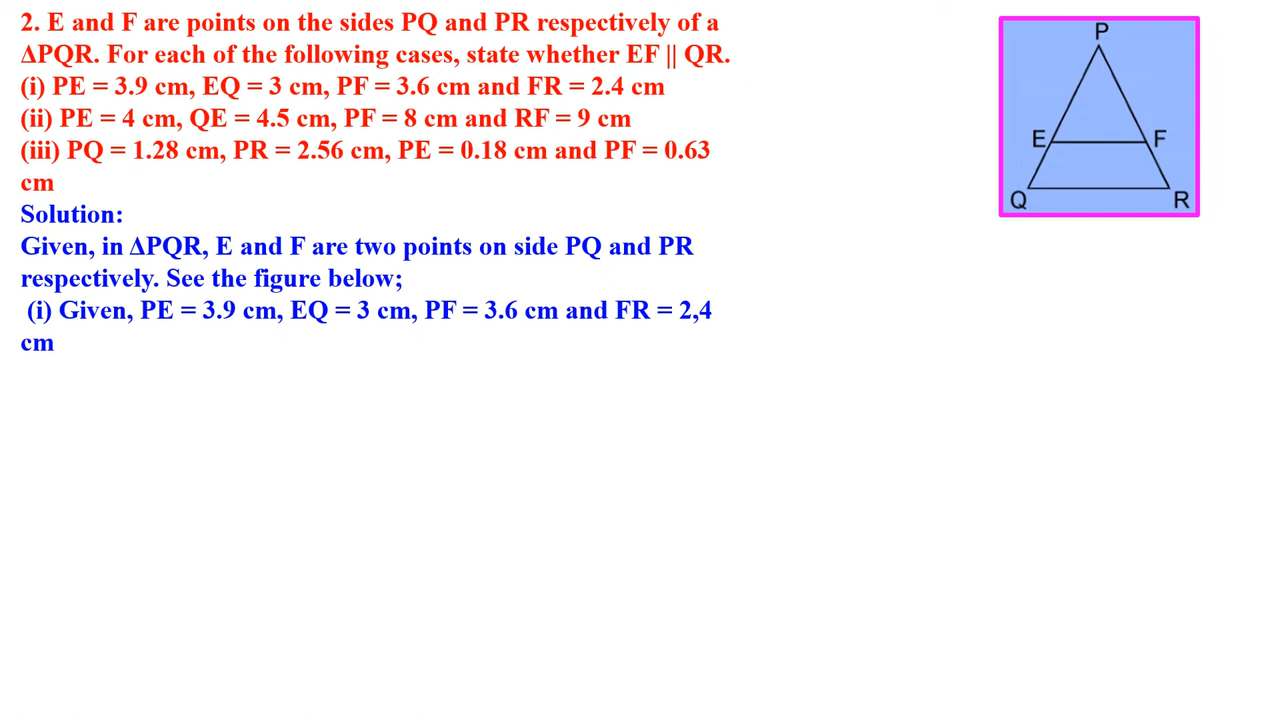 2. E and F are points on the sides PQ and PR respectively of a
ΔPQR. For each of the following cases, state whether EF || QR.
(i) PE = 3.9 cm, EQ = 3 cm, PF = 3.6 cm and FR = 2.4 cm
(ii) PE = 4 cm, QE = 4.5 cm, PF = 8 cm and RF = 9 cm
(iii) PQ = 1.28 cm, PR = 2.56 cm, PE = 0.18 cm and PF = 0.63
cm
Solution:
Given, in ΔPQR, E and F are two points on side PQ and PR
respectively. See the figure below;
(i) Given, PE = 3.9 cm, EQ = 3 cm, PF = 3.6 cm and FR = 2,4
cm
P
E F
Q R